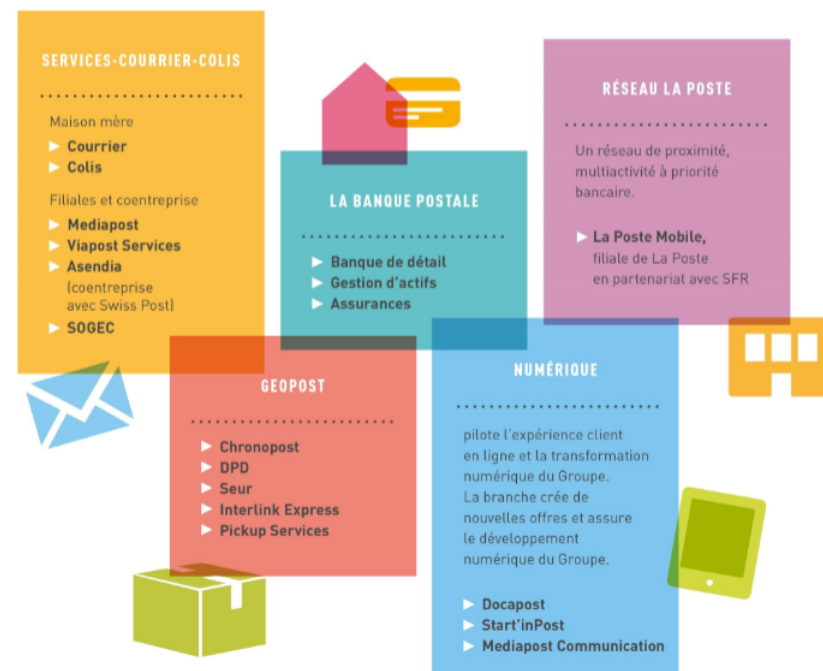 SERVICES-COURRIER-COLIS
Maison mère
Courrier
Colis
Filiales et coentreprise
Mediapost
Viapost Services
Asendia
(coentreprise
avec Swiss Post)
SOGEC
LA BANQUE POSTALE
Banque de détail
Gestion d'actifs
Assurances
RÉSEAU LA POSTE
Un réseau de proximité,
multiactivité à priorité
bancaire.
La Poste Mobile,
filiale de La Poste
en partenariat avec SFR
GEOPOST
Chronopost
DPD
Seur
Interlink Express
Pickup Services
NUMÉRIQUE
pilote l'expérience client
en ligne et la transformation
numérique du Groupe.
La branche crée de
nouvelles offres et assure
le développement
numérique du Groupe.
Docapost
Start'inPost
Mediapost Communication